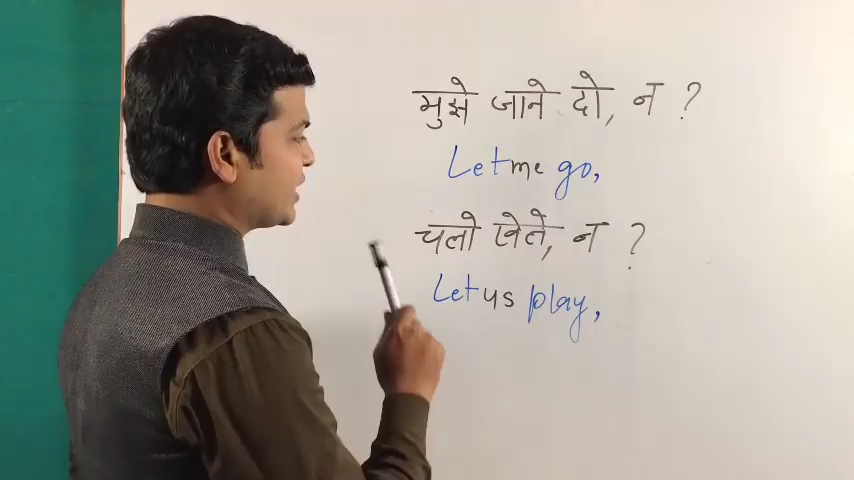 मुझे जाने दो, न ?
Let me go,
चलो खेले, न ?
Let us play,